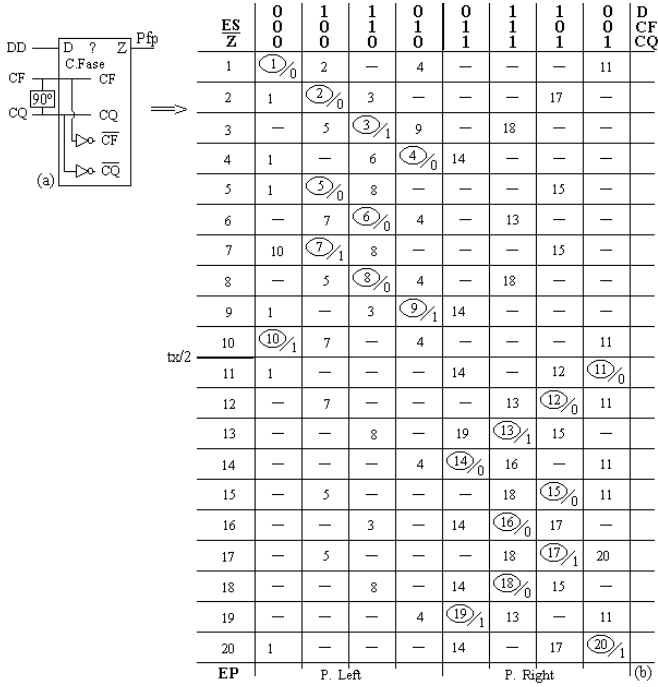 DD D ? Z Pfp
C.Fase
CF CF
90º
CQ CQ
CF
CQ
(a)
ES 0 1 1 0 0 1 1 0 D
Z 0 0 1 1 1 1 0 0 CF
0 0 0 0 1 1 1 1 CQ
1 1/0 2 — 4 — — — 11
2 1 2/0 3 — — — 17 —
3 — 5 3/1 9 — 18 — —
4 1 — 6 4/0 14 — — —
5 1 5/0 8 — — — 15 —
6 — 7 6/0 4 — 13 — —
7 10 7/1 8 — — — 15 —
8 — 5 8/0 4 — 18 — —
9 1 — 3 9/1 14 — — —
10 10/1 7 — 4 — — — 11
tx/2
11 1 — — — 14 — 12 11/0
12 — 7 — — — 13 12/0 11
13 — — 8 — 19 13/1 15 —
14 — — — 4 14/0 16 — 11
15 — 5 — — — 18 15/0 11
16 — — 3 — 14 16/0 17 —
17 — 5 — — — 18 17/1 20
18 — — 8 — 14 18/0 15 —
19 — — — 4 19/1 13 — 11
20 1 — — — 14 — 17 20/1
EP P. Left P. Right (b)